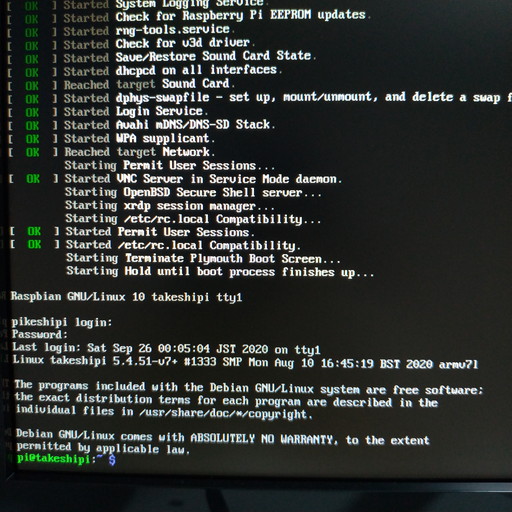 [ OK ] Started System Logging Service.
[ OK ] Started Check for Raspberry Pi EEPROM updates.
[ OK ] Started rng-tools.service.
[ OK ] Started Check for v3d driver.
[ OK ] Started Save/Restore Sound Card State.
[ OK ] Started dhcpcd on all interfaces.
[ OK ] Reached target Sound Card.
[ OK ] Started dphys-swapfile - set up, mount/unmount, and delete a swap f
[ OK ] Started Login Service.
[ OK ] Started Avahi mDNS/DNS-SD Stack.
[ OK ] Started WPA supplicant.
[ OK ] Reached target Network.
Starting Permit User Sessions...
[ OK ] Started VNC Server in Service Mode daemon.
Starting OpenBSD Secure Shell server...
Starting xrdp session manager...
Starting /etc/rc.local Compatibility...
[ OK ] Started Permit User Sessions.
[ OK ] Started /etc/rc.local Compatibility.
Starting Terminate Plymouth Boot Screen...
Starting Hold until boot process finishes up...
Raspbian GNU/Linux 10 takeshipi tty1
pikeshipi login:
Password:
Last login: Sat Sep 26 00:05:04 JST 2020 on tty1
Linux takeshipi 5.4.51-v7+ #1333 SMP Mon Aug 10 16:45:19 BST 2020 armv7l
The programs included with the Debian GNU/Linux system are free software;
the exact distribution terms for each program are described in the
individual files in /usr/share/doc/*/copyright.
Debian GNU/Linux comes with ABSOLUTELY NO WARRANTY, to the extent
permitted by applicable law.
pi@takeshipi:~ $